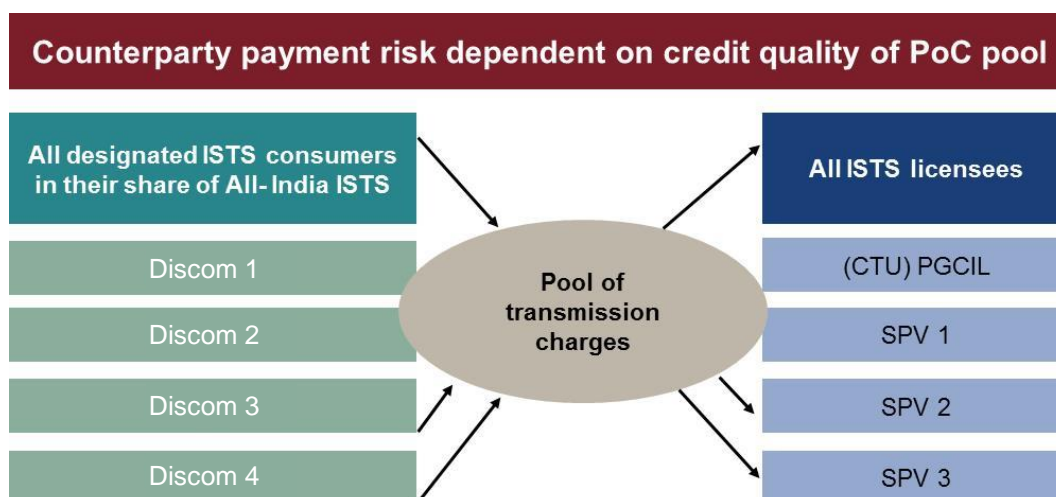 Counterparty payment risk dependent on credit quality of PoC pool
All designated ISTS consumers
in their share of All-India ISTS
Discom 1
Discom 2
Discom 3
Discom 4
Pool of
transmission
charges
All ISTS licensees
(CTU) PGCIL
SPV 1
SPV 2
SPV 3